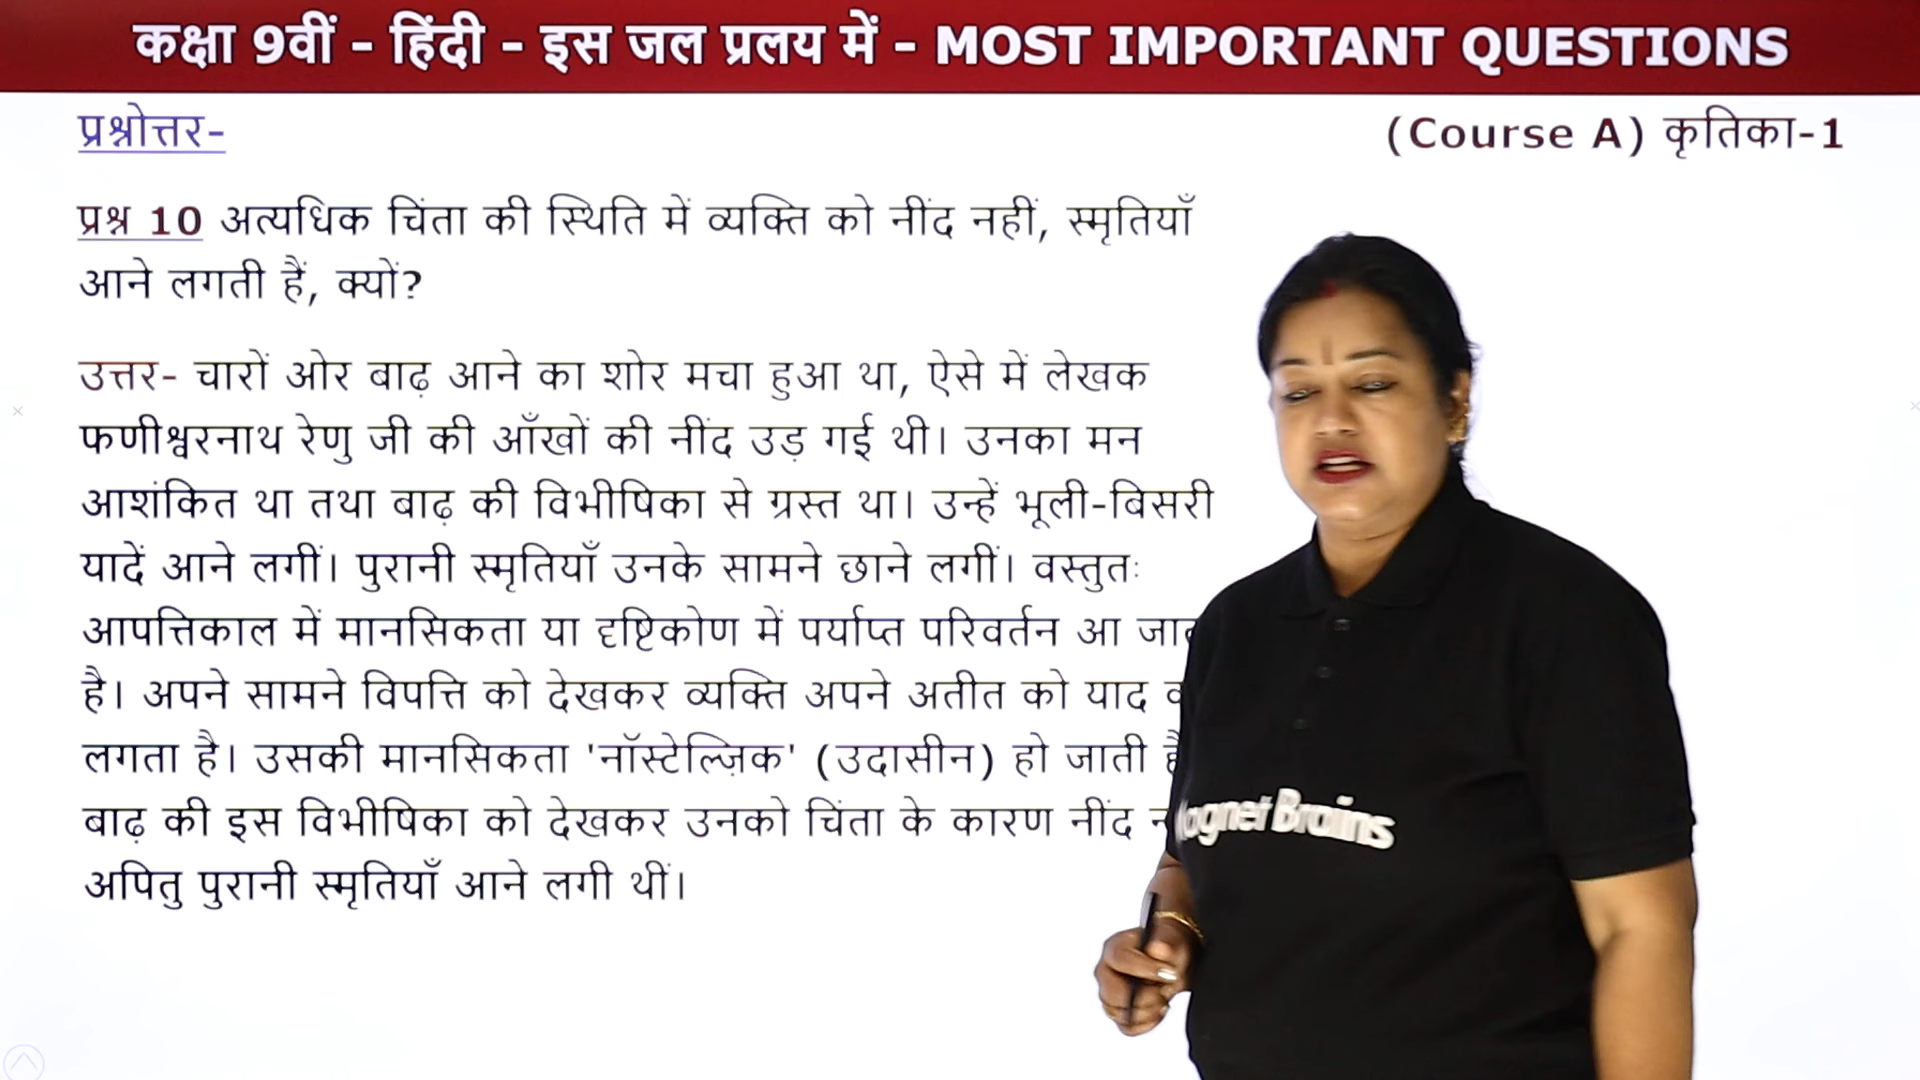 कक्षा 9वीं - हिंदी - इस जल प्रलय में - MOST IMPORTANT QUESTIONS
प्रश्नोत्तर-
(Course A) कृतिका-1
प्रश्न 10 अत्यधिक चिंता की स्थिति में व्यक्ति को नींद नहीं, स्मृतियाँ
आने लगती हैं, क्यों?
उत्तर- चारों ओर बाढ़ आने का शोर मचा हुआ था, ऐसे में लेखक
फणीश्वरनाथ रेणु जी की आँखों की नींद उड़ गई थी। उनका मन
आशंकित था तथा बाढ़ की विभीषिका से ग्रस्त था। उन्हें भूली-बिसरी
यादें आने लगीं। पुरानी स्मृतियाँ उनके सामने छाने लगीं। वस्तुतः
आपत्तिकाल में मानसिकता या दृष्टिकोण में पर्याप्त परिवर्तन आ
है। अपने सामने विपत्ति को देखकर व्यक्ति अपने अतीत को याद
लगता है। उसकी मानसिकता 'नॉस्टेल्ज़िक' (उदासीन) हो जाती
बाढ़ की इस विभीषिका को देखकर उनको चिंता के कारण नींद
अपितु पुरानी स्मृतियाँ आने लगी थीं।
Brains